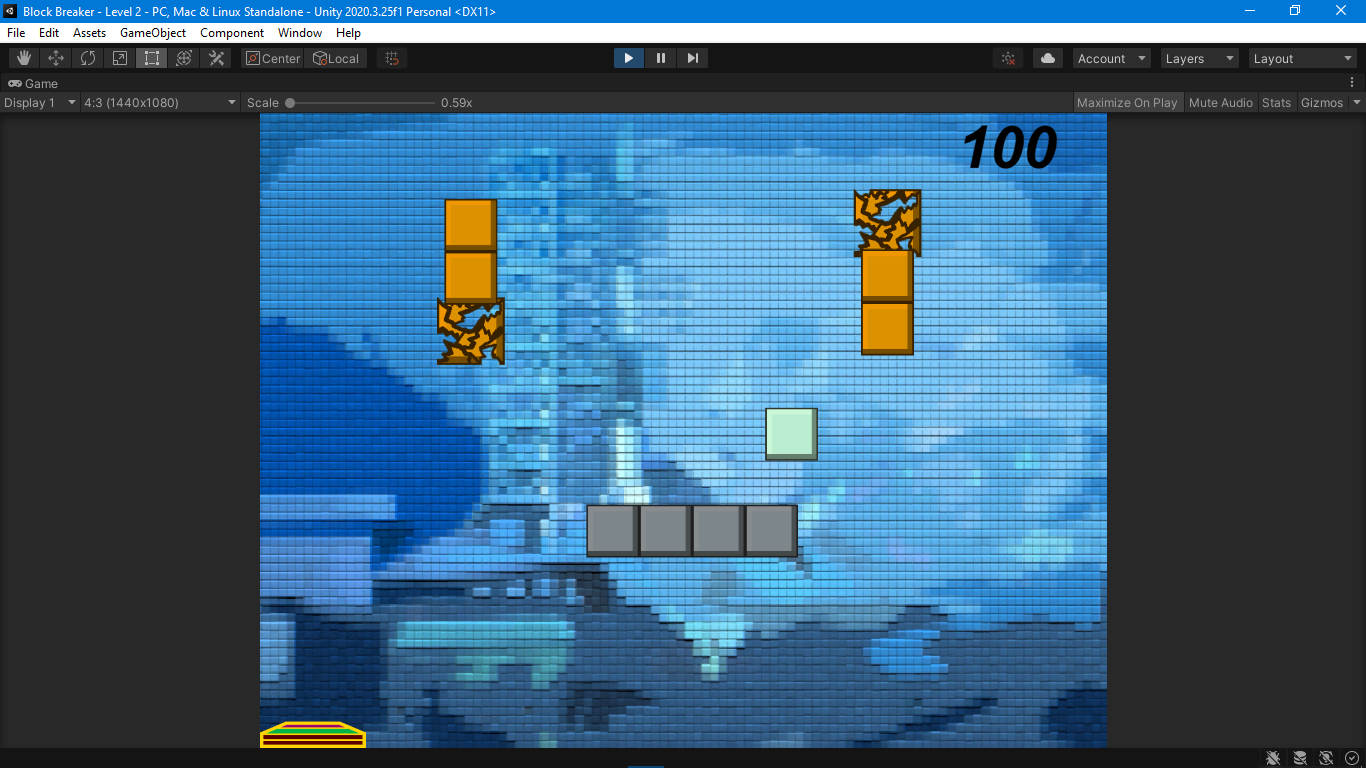 Block Breaker - Level 2 - PC, Mac & Linux Standalone - Unity 2020.3.25f1 Personal <DX11>
File Edit Assets GameObject Component Window Help
Center Local Account Layers Layout
Game
Display 1 4:3 (1440x1080) Scale 0.59x Maximize On Play Mute Audio Stats Gizmos
100